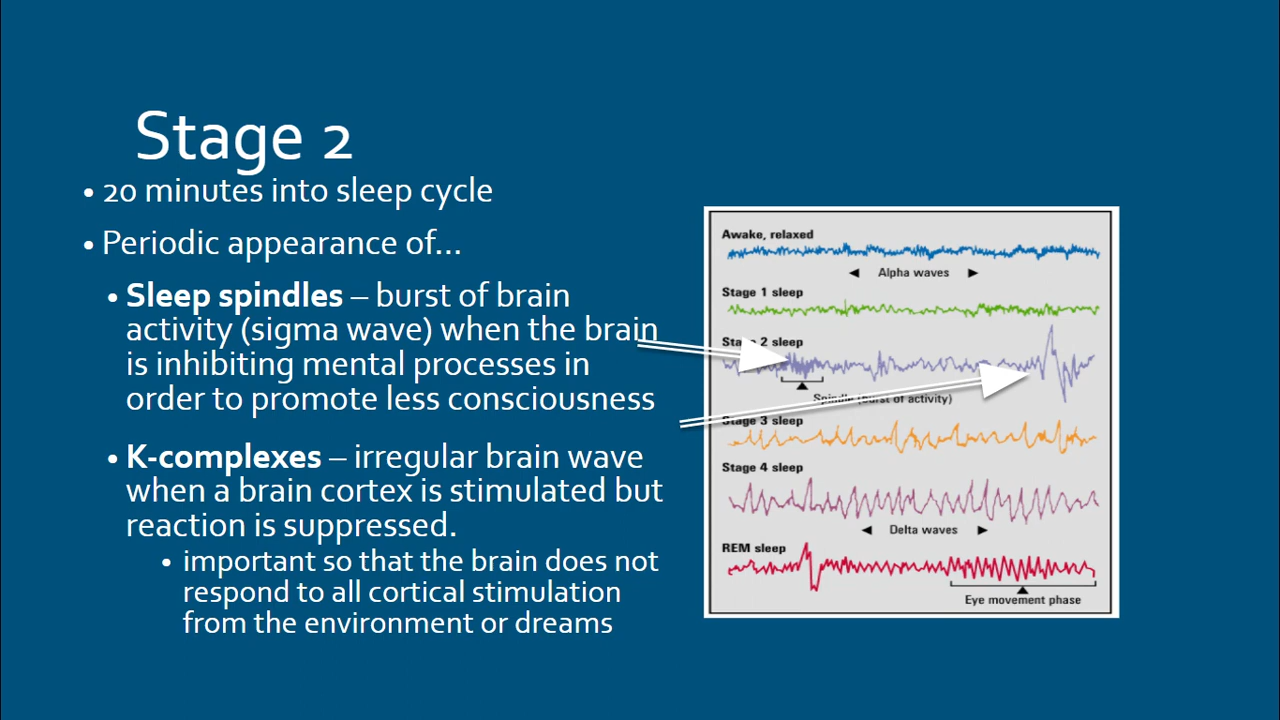 Stage 2
• 20 minutes into sleep cycle
• Periodic appearance of…
• Sleep spindles – burst of brain
activity (sigma wave) when the brain
is inhibiting mental processes in
order to promote less consciousness
• K-complexes – irregular brain wave
when a brain cortex is stimulated but
reaction is suppressed.
• important so that the brain does not
respond to all cortical stimulation
from the environment or dreams
Awake, relaxed
Alpha waves
Stage 1 sleep
Stage 2 sleep
Spindle (burst of activity)
Stage 3 sleep
Stage 4 sleep
Delta waves
REM sleep
Eye movement phase